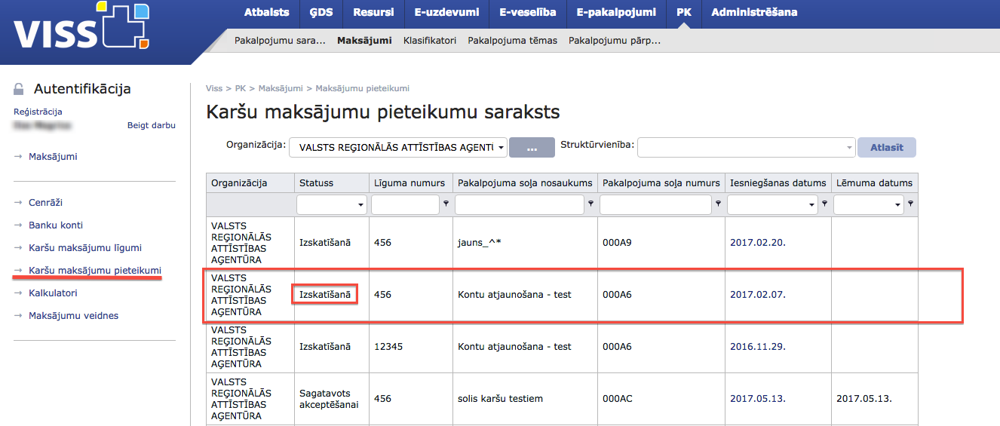 VISS
Atbalsts ĢDS Resursi E-uzdevumi E-veselība E-pakalpojumi PK Administrēšana
Pakalpojumu sara... Maksājumi Klasifikatori Pakalpojuma tēmas Pakalpojumu pārp...
Autentifikācija
Reģistrācija
Beigt darbu
→ Maksājumi
→ Cenrāži
→ Banku konti
→ Karšu maksājumu līgumi
→ Karšu maksājumu pieteikumi
→ Kalkulatori
→ Maksājumu veidnes
Viss > PK > Maksājumi > Maksājumu pieteikumi
Karšu maksājumu pieteikumu saraksts
Organizācija: VALSTS REĢIONĀLĀS ATTĪSTĪBAS AĢENTŪ ... Struktūrvienība: Atlasīt
Organizācija Statuss Līguma numurs Pakalpojuma soļa nosaukums Pakalpojuma soļa numurs Iesniegšanas datums Lēmuma datums
VALSTS
REĢIONĀLĀS
ATTĪSTĪBAS
AĢENTŪRA
Izskatīšanā 456 jauns_^* 000A9 2017.02.20.
VALSTS
REĢIONĀLĀS
ATTĪSTĪBAS
AĢENTŪRA
Izskatīšanā 456 Kontu atjaunošana - test 000A6 2017.02.07.
VALSTS
REĢIONĀLĀS
ATTĪSTĪBAS
AĢENTŪRA
Izskatīšanā 12345 Kontu atjaunošana - test 000A6 2016.11.29.
VALSTS
REĢIONĀLĀS
ATTĪSTĪBAS
AĢENTŪRA
Sagatavots
akceptēšanai
456 solis karšu testiem 000AC 2017.05.13. 2017.05.13.